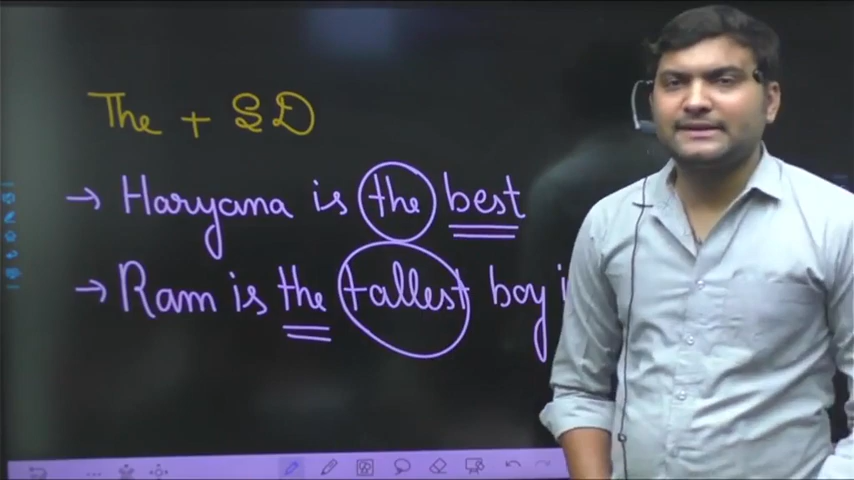 The + SD
→ Haryana is the best
→ Ram is the tallest boy i